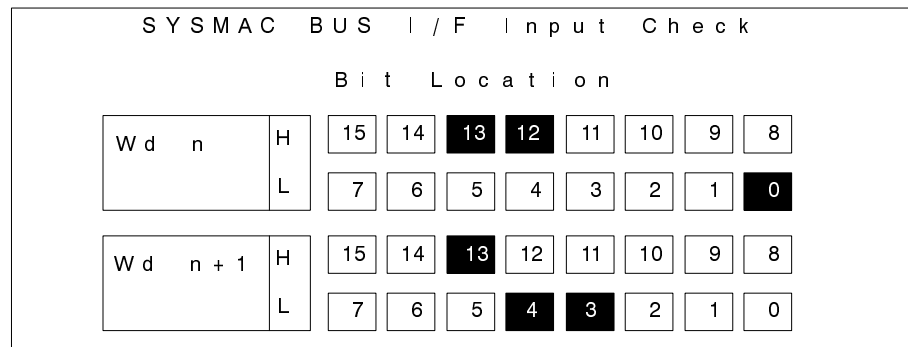 SYSMAC BUS I/F Input Check
Bit Location
Wd n H 15 14 13 12 11 10 9 8
L 7 6 5 4 3 2 1 0
Wd n+1 H 15 14 13 12 11 10 9 8
L 7 6 5 4 3 2 1 0